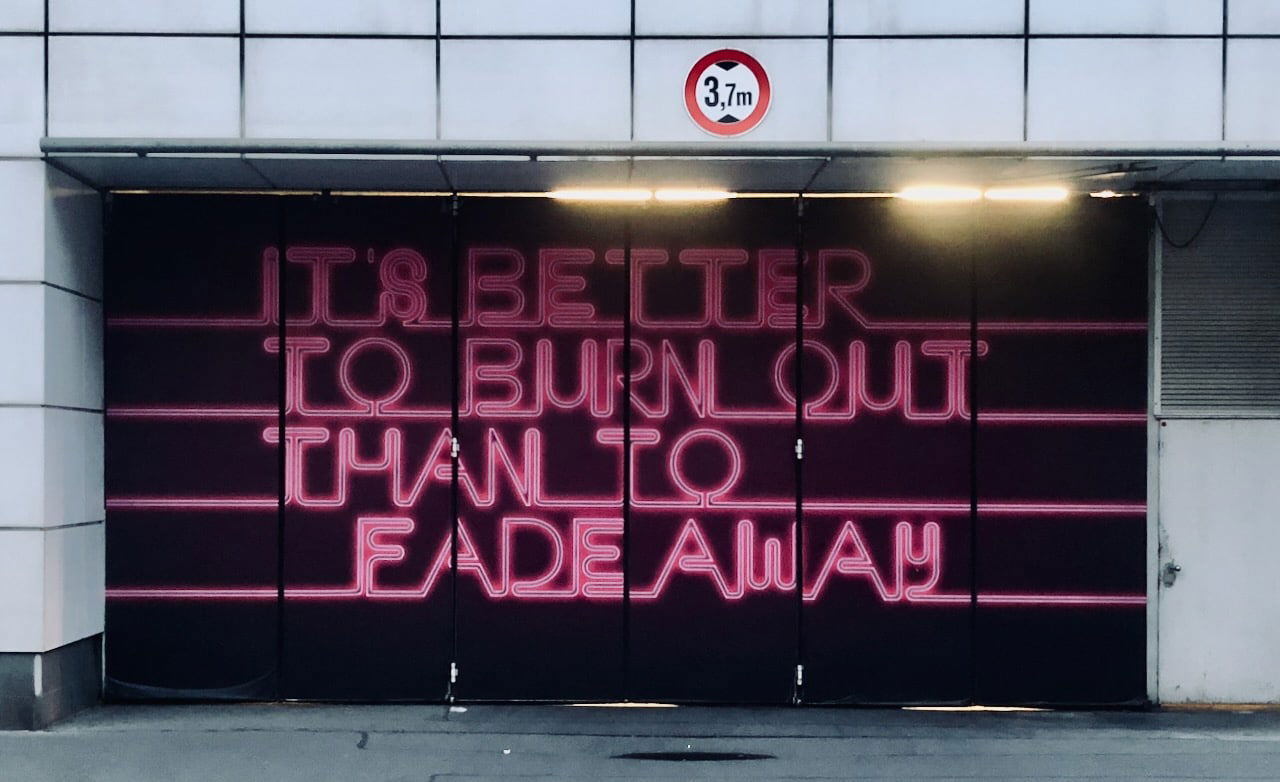 3,7m
IT'S BETTER
TO BURN OUT
THAN TO
FADE AWAY